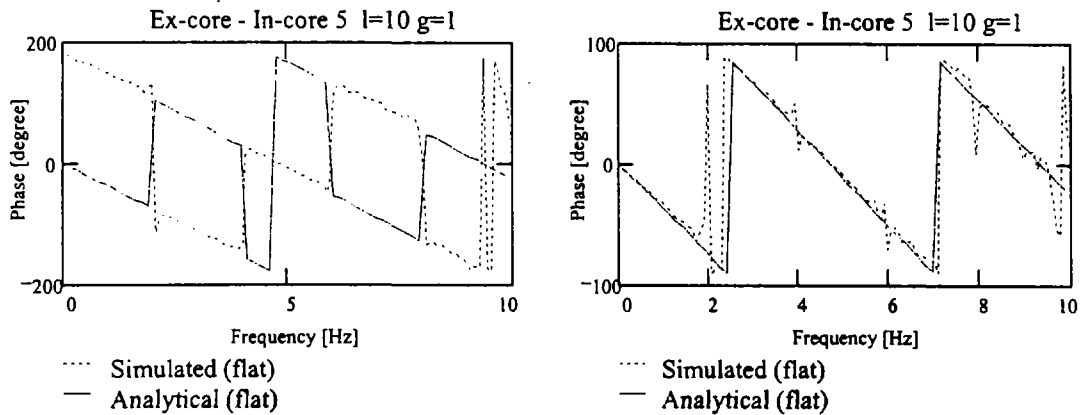 Ex-core - In-core 5 l=10 g=1
200
0
−200
Phase [degree]
0
5
10
Frequency [Hz]
Simulated (flat)
Analytical (flat)
Ex-core - In-core 5 l=10 g=1
100
0
−100
Phase [degree]
0
2
4
6
8
10
Frequency [Hz]
Simulated (flat)
Analytical (flat)